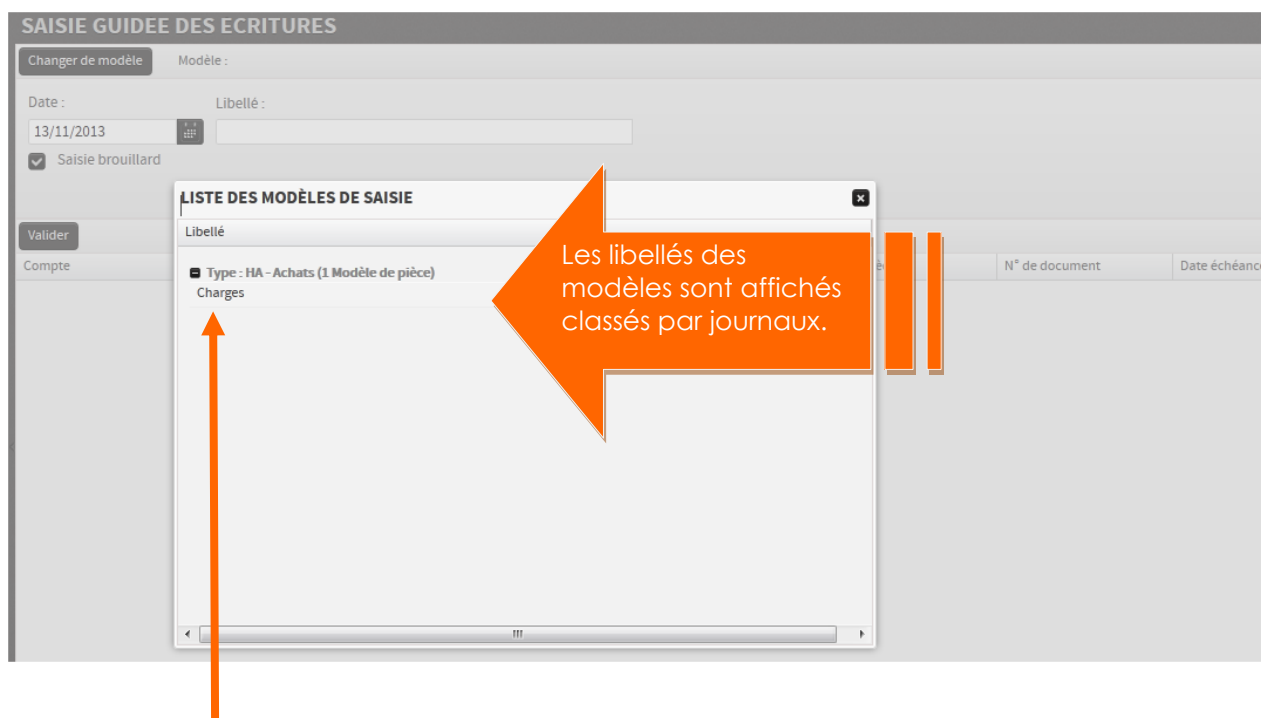 SAISIE GUIDEE DES ECRITURES
Changer de modèle Modèle :
Date : Libellé :
13/11/2013
Saisie brouillard
LISTE DES MODÈLES DE SAISIE
Valider Libellé
Compte N° de document Date échéanc
Type : HA - Achats (1 Modèle de pièce)
Charges
Les libellés des
modèles sont affichés
classés par journaux.